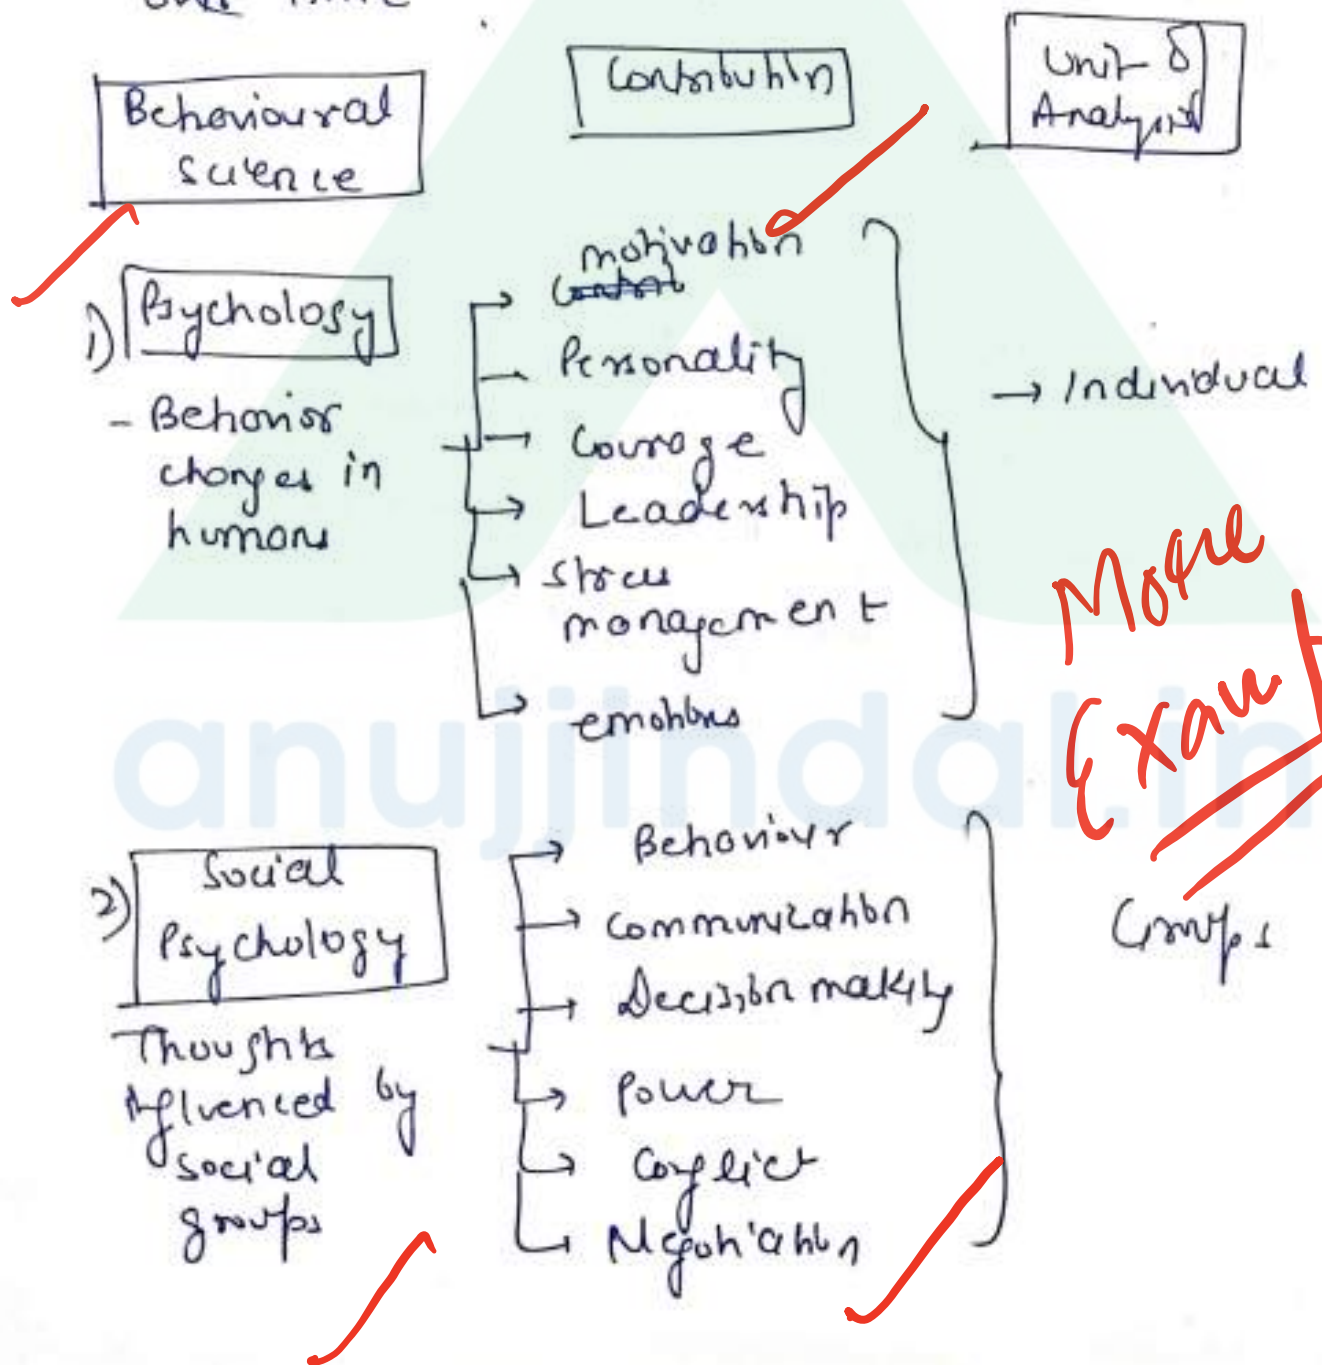 Behavioural
Science
Contribution
Unit of
Analysis
1) Psychology
- Behavior
changes in
humans
motivation
Personality
Courage
Leadership
Stress
management
emotions
→ Individual
More
Exam
anujjindal.in
2) Social
Psychology
Thoughts
influenced by
social
groups
Behaviour
Communication
Decision making
Power
Conflict
Negotiation
Groups